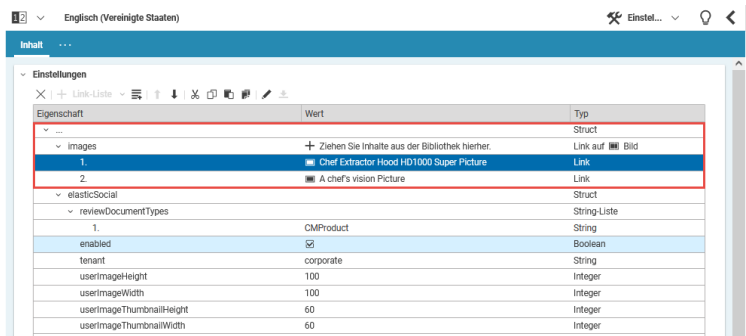 12 Englisch (Vereinigte Staaten) Einstel...
Inhalt ...
Einstellungen
Link-Liste
Eigenschaft Wert Typ
... Struct
images Ziehen Sie Inhalte aus der Bibliothek hierher. Link auf Bild
1. Chef Extractor Hood HD1000 Super Picture Link
2. A chef's vision Picture Link
elasticSocial Struct
reviewDocumentTypes String-Liste
1. CMProduct String
enabled Boolean
tenant corporate String
userImageHeight 100 Integer
userImageWidth 100 Integer
userImageThumbnailHeight 60 Integer
userImageThumbnailWidth 60 Integer